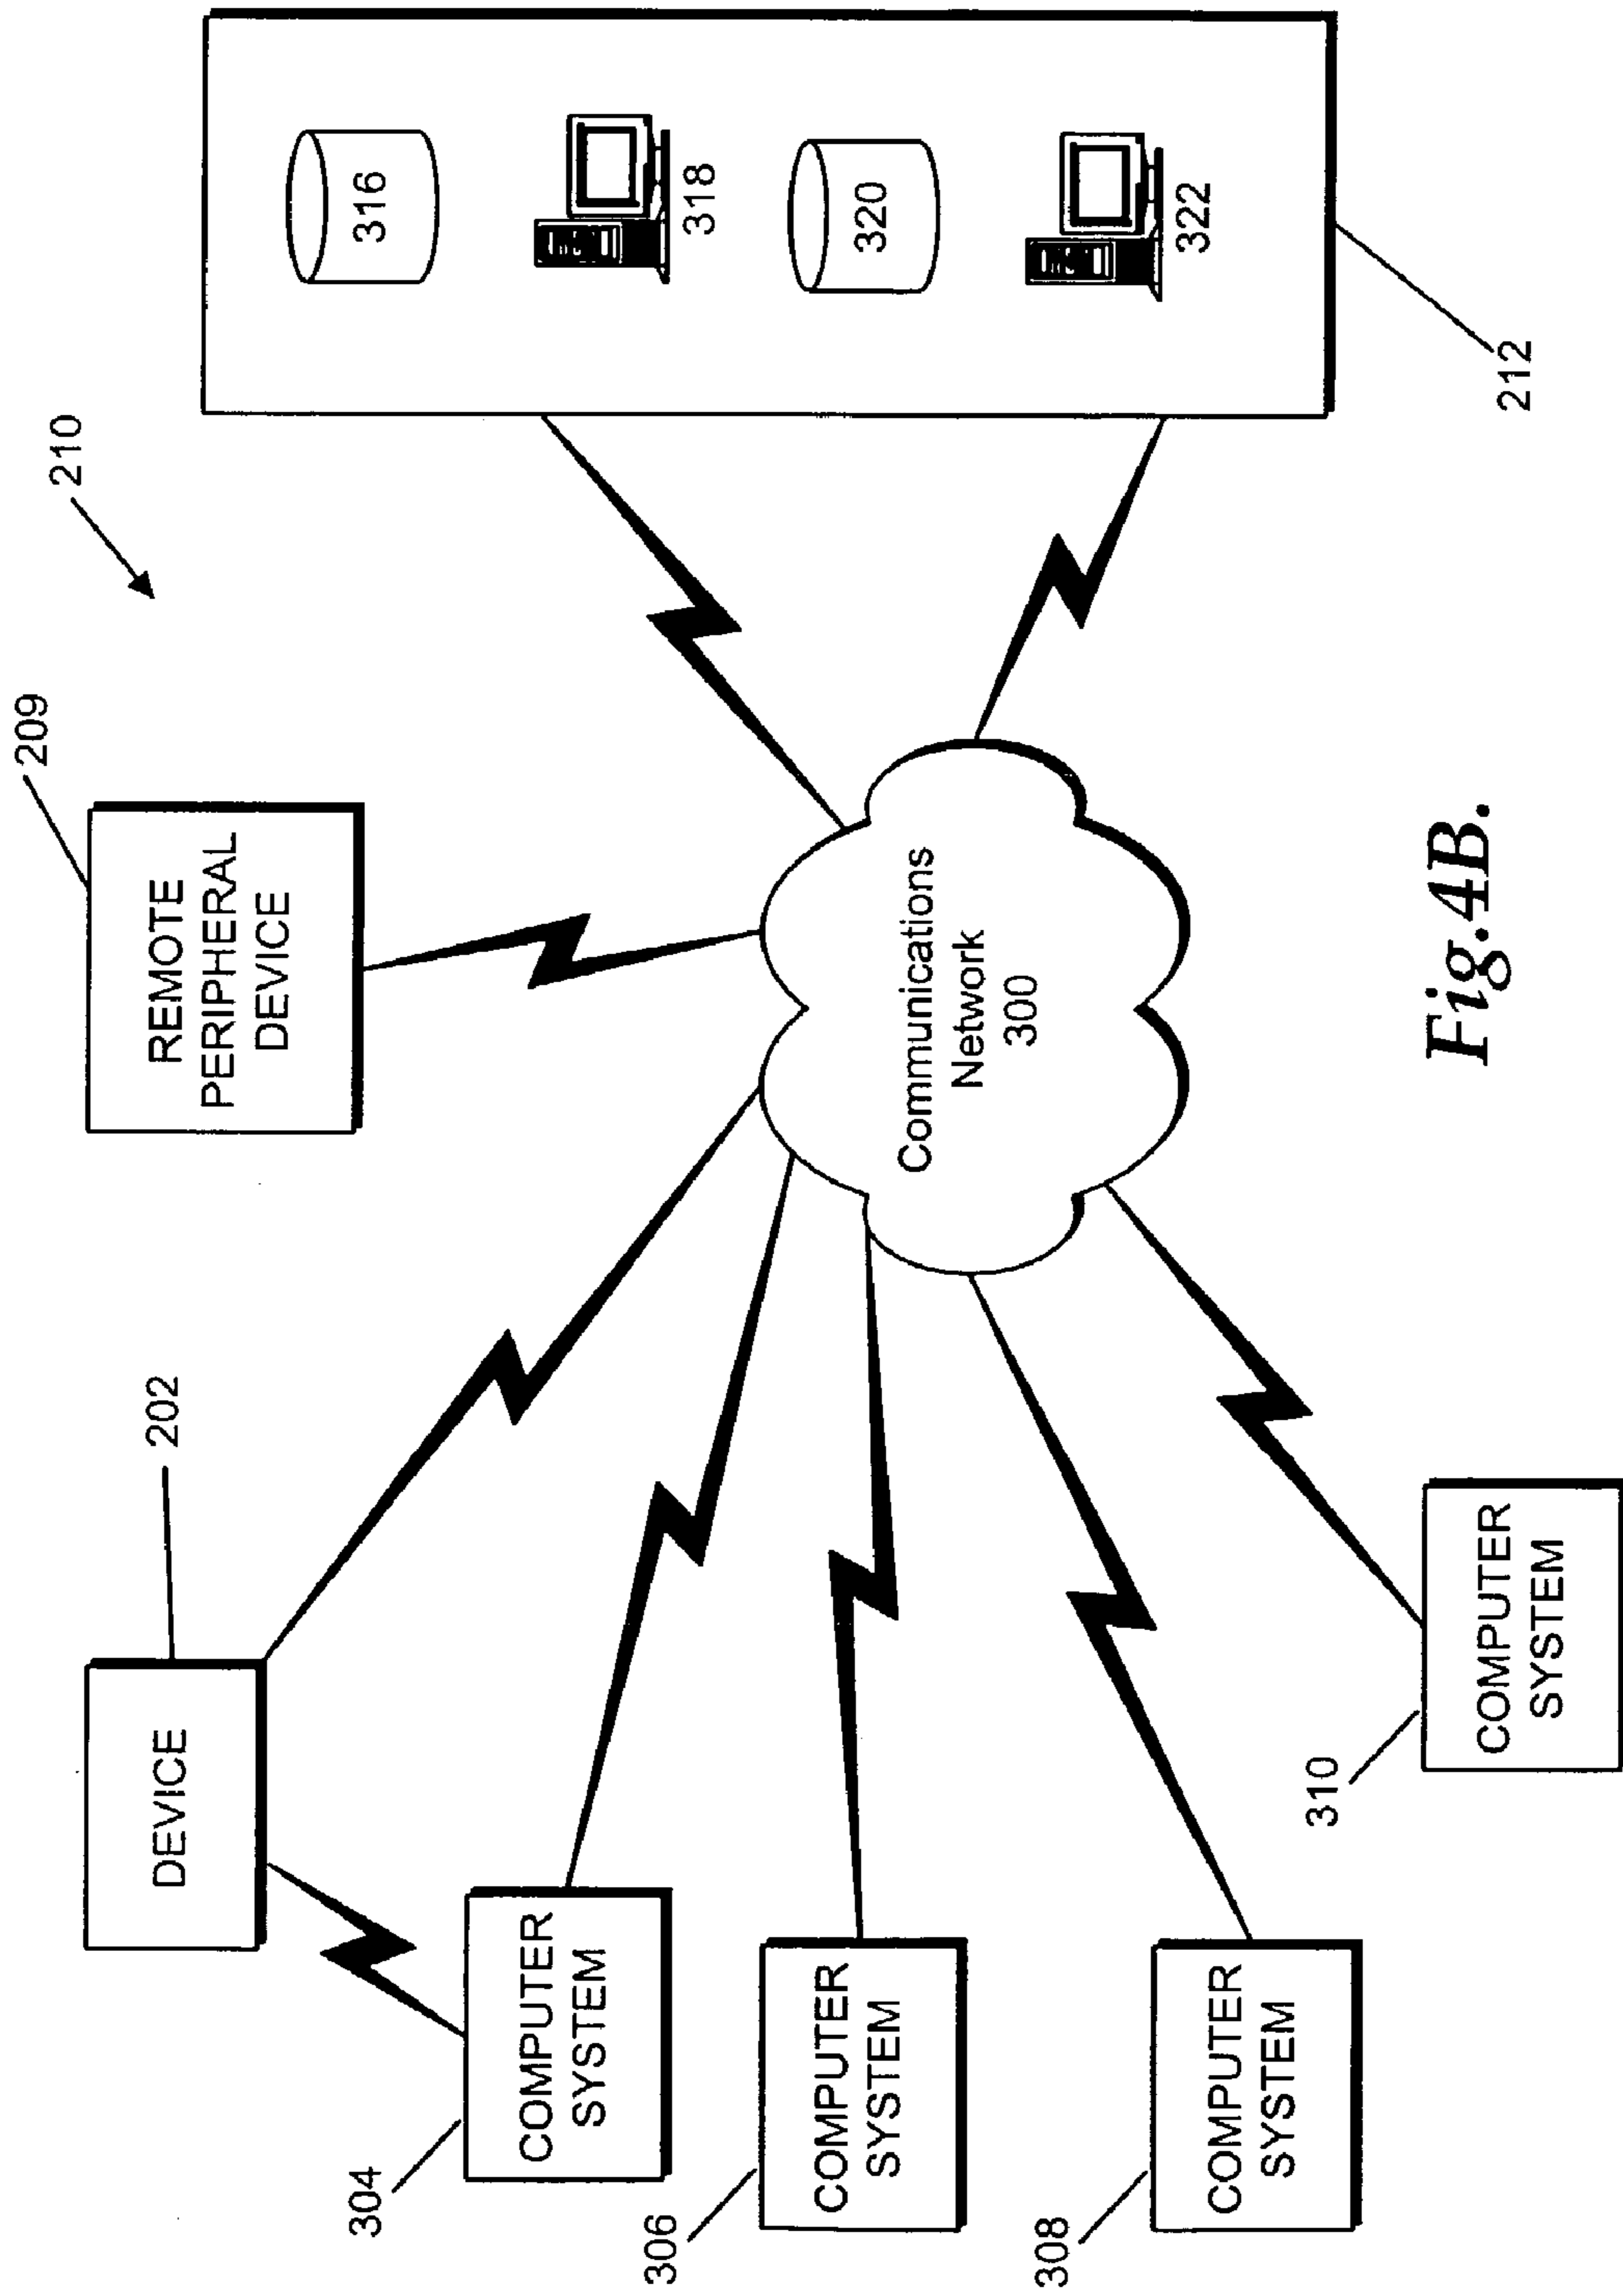 210
209
REMOTE
PERIPHERAL
DEVICE
202
DEVICE
304
COMPUTER
SYSTEM
306
COMPUTER
SYSTEM
308
COMPUTER
SYSTEM
310
COMPUTER
SYSTEM
Communications
Network
300
316
318
320
322
212
Fig.4B.